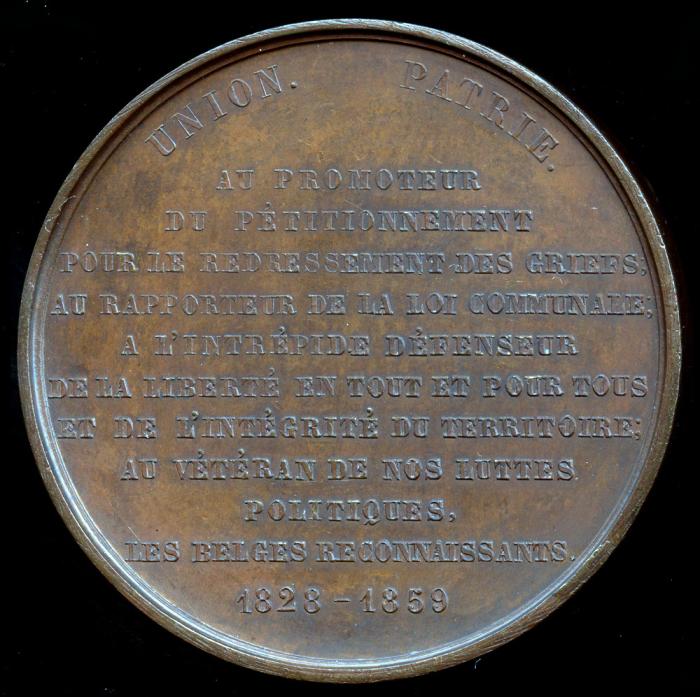 UNION. PATRIE.
AU PROMOTEUR
DU PÉTITIONNEMENT
POUR LE REDRESSEMENT DES GRIEFS;
AU RAPPORTEUR DE LA LOI COMMUNALE;
A L'INTRÉPIDE DÉFENSEUR
DE LA LIBERTÉ EN TOUT ET POUR TOUS
ET DE L'INTÉGRITÉ DU TERRITOIRE;
AU VÉTÉRAN DE NOS LUTTES
POLITIQUES,
LES BELGES RECONNAISSANTS.
1828 - 1859